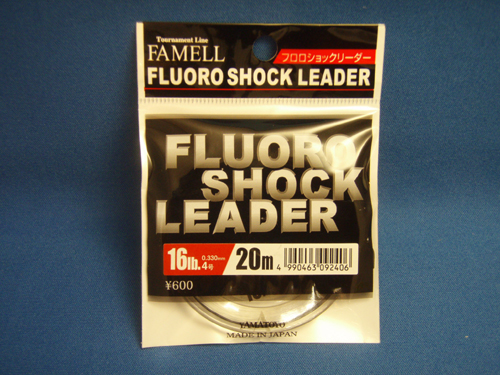 Tournament Line
FAMELL
フロロショックリーダー
FLUORO SHOCK LEADER
FLUORO
SHOCK
LEADER
16lb. 0.330mm 4号 20m
4 990463 092406
¥600
YAMATOYO
MADE IN JAPAN